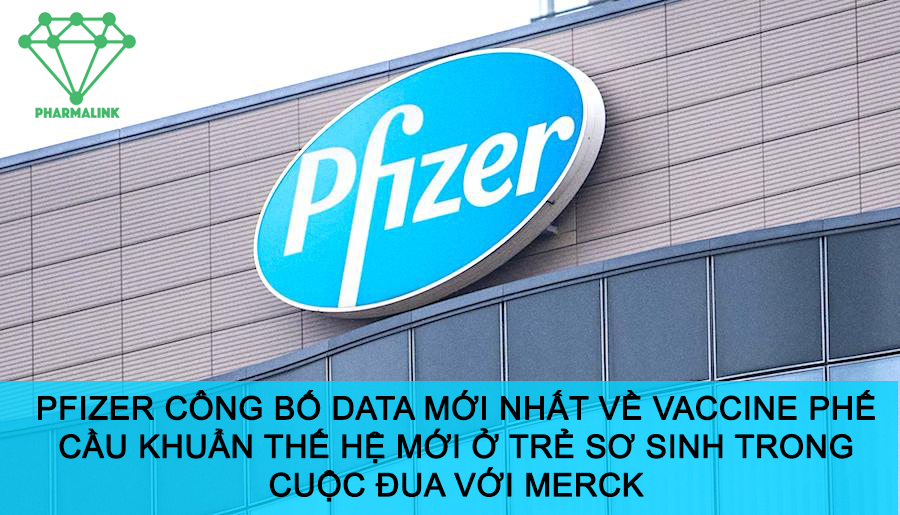 PHARMALINK
Pfizer
PFIZER CÔNG BỐ DATA MỚI NHẤT VỀ VACCINE PHẾ
CẦU KHUẨN THẾ HỆ MỚI Ở TRẺ SƠ SINH TRONG
CUỘC ĐUA VỚI MERCK